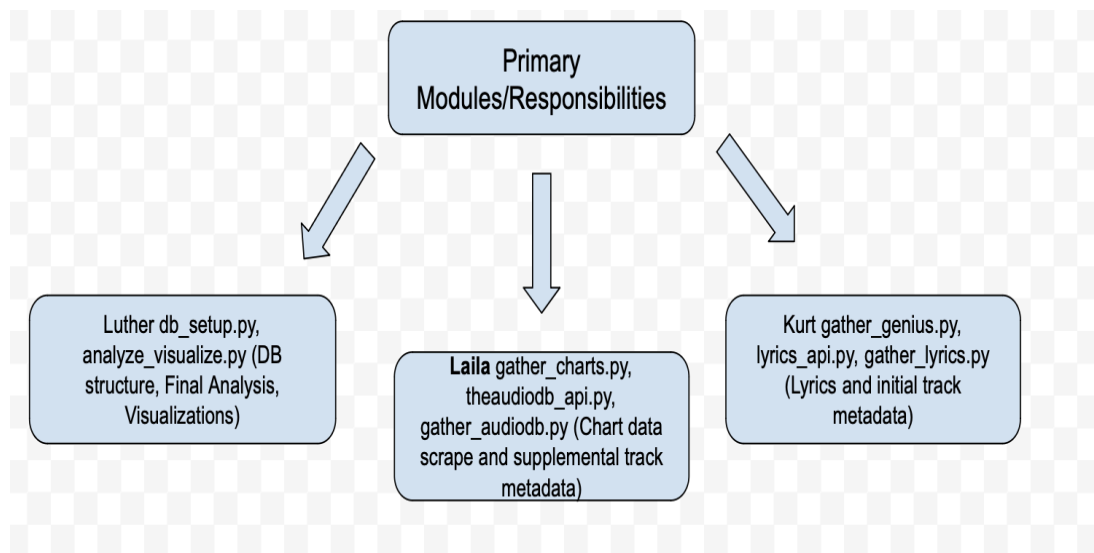 Primary
Modules/Responsibilities
Luther db_setup.py,
analyze_visualize.py (DB
structure, Final Analysis,
Visualizations)
Laila gather_charts.py,
theaudiodb_api.py,
gather_audiodb.py (Chart data
scrape and supplemental track
metadata)
Kurt gather_genius.py,
lyrics_api.py, gather_lyrics.py
(Lyrics and initial track
metadata)